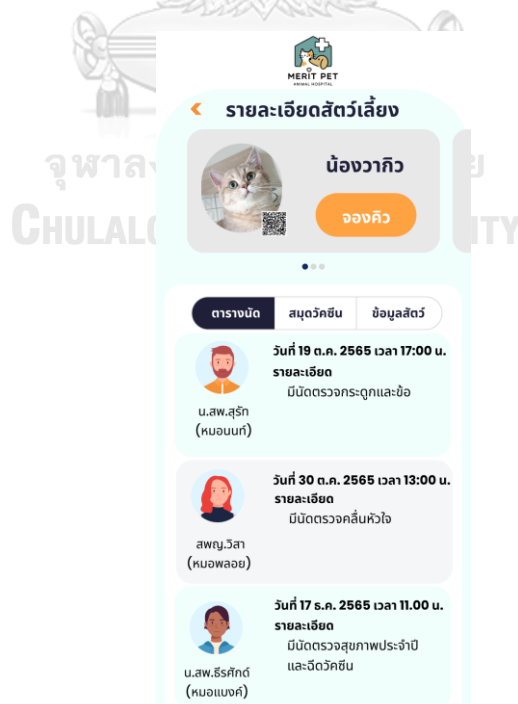 MERIT PET
ANIMAL HOSPITAL
รายละเอียดสัตว์เลี้ยง
น้องวากิว
จองคิว
ตารางนัด สมุดวัคซีน ข้อมูลสัตว์
วันที่ 19 ต.ค. 2565 เวลา 17:00 น.
รายละเอียด
มีนัดตรวจกระดูกและข้อ
น.สพ.สุรัท
(หมอนนท์)
วันที่ 30 ต.ค. 2565 เวลา 13:00 น.
รายละเอียด
มีนัดตรวจคลื่นหัวใจ
สพญ.วิสา
(หมอพลอย)
วันที่ 17 ธ.ค. 2565 เวลา 11.00 น.
รายละเอียด
มีนัดตรวจสุขภาพประจำปี
และฉีดวัคซีน
น.สพ.ธีรศักด์
(หมอแบงค์)
จุฬาล ย
CHULAL ITY